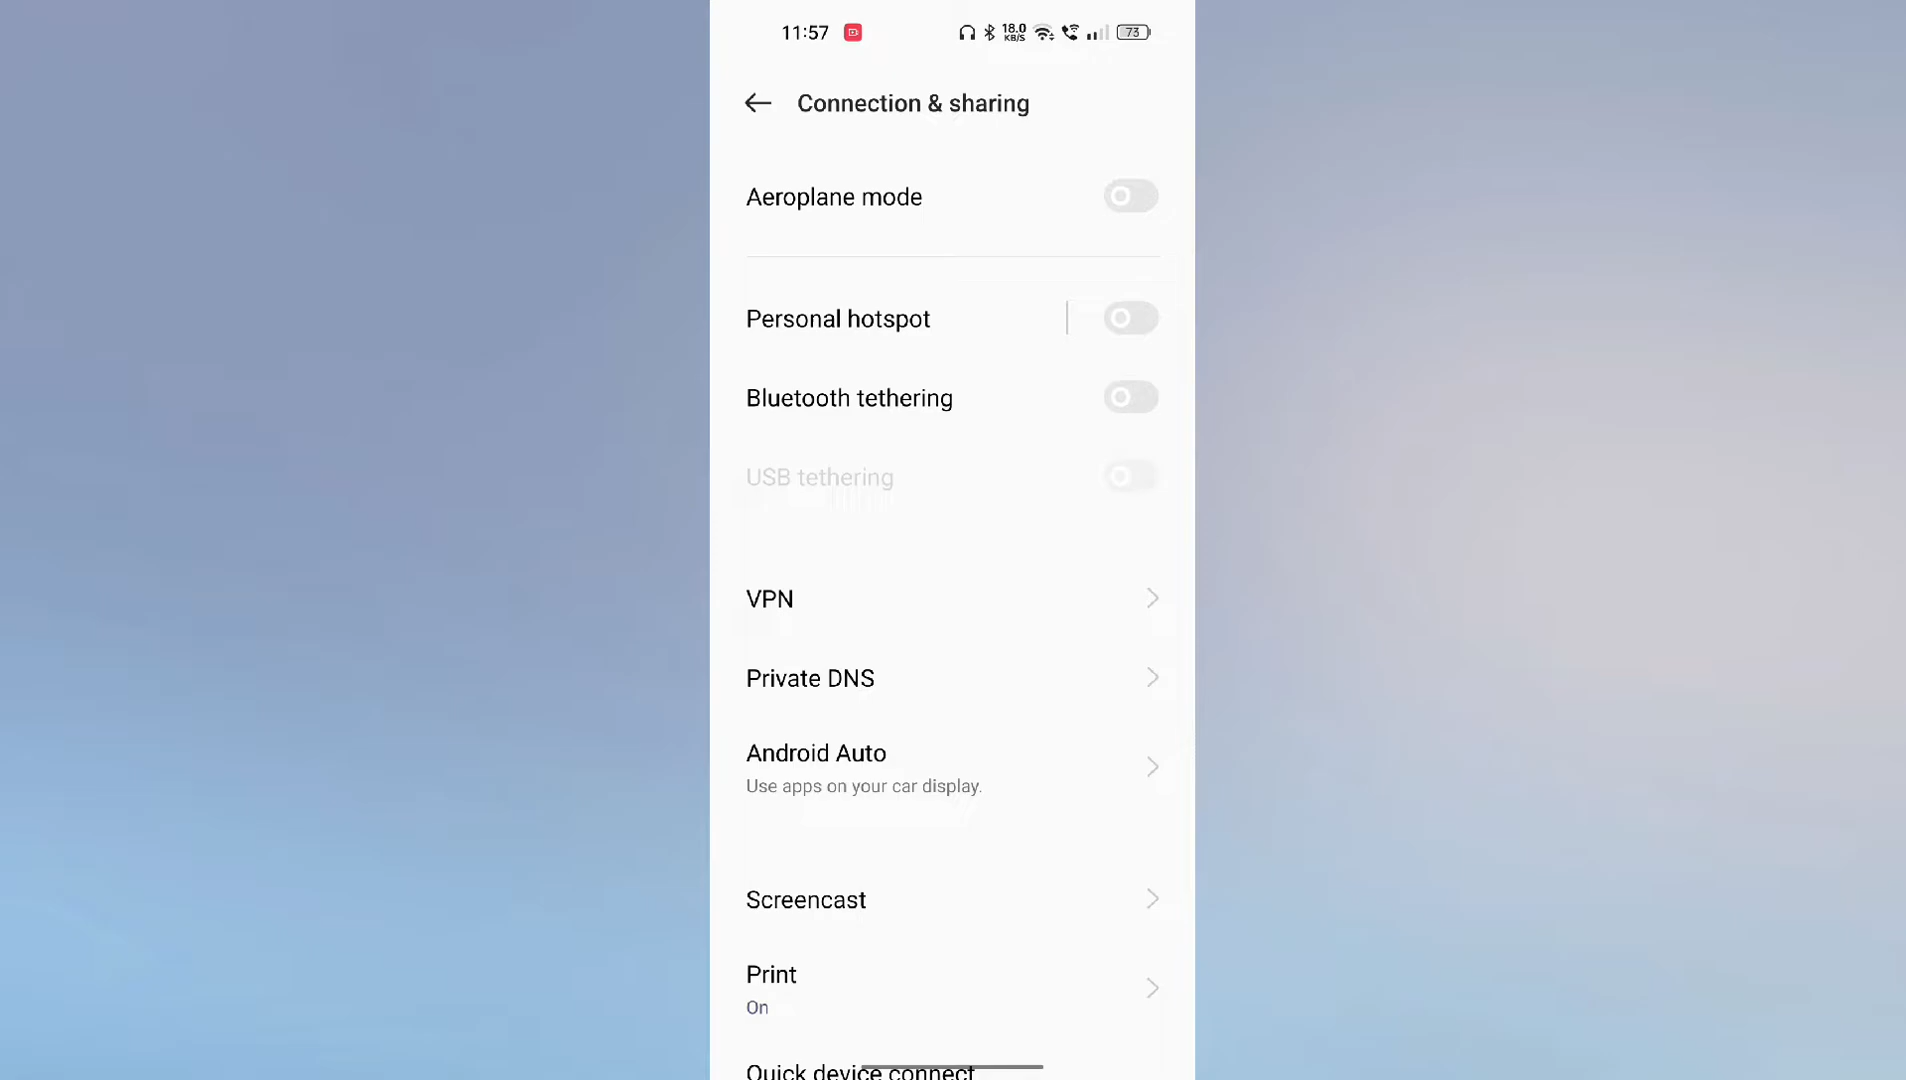 11:57 18.0 KB/S 73
Connection & sharing
Aeroplane mode
Personal hotspot
Bluetooth tethering
USB tethering
VPN
Private DNS
Android Auto
Use apps on your car display.
Screencast
Print
On
Quick device connect